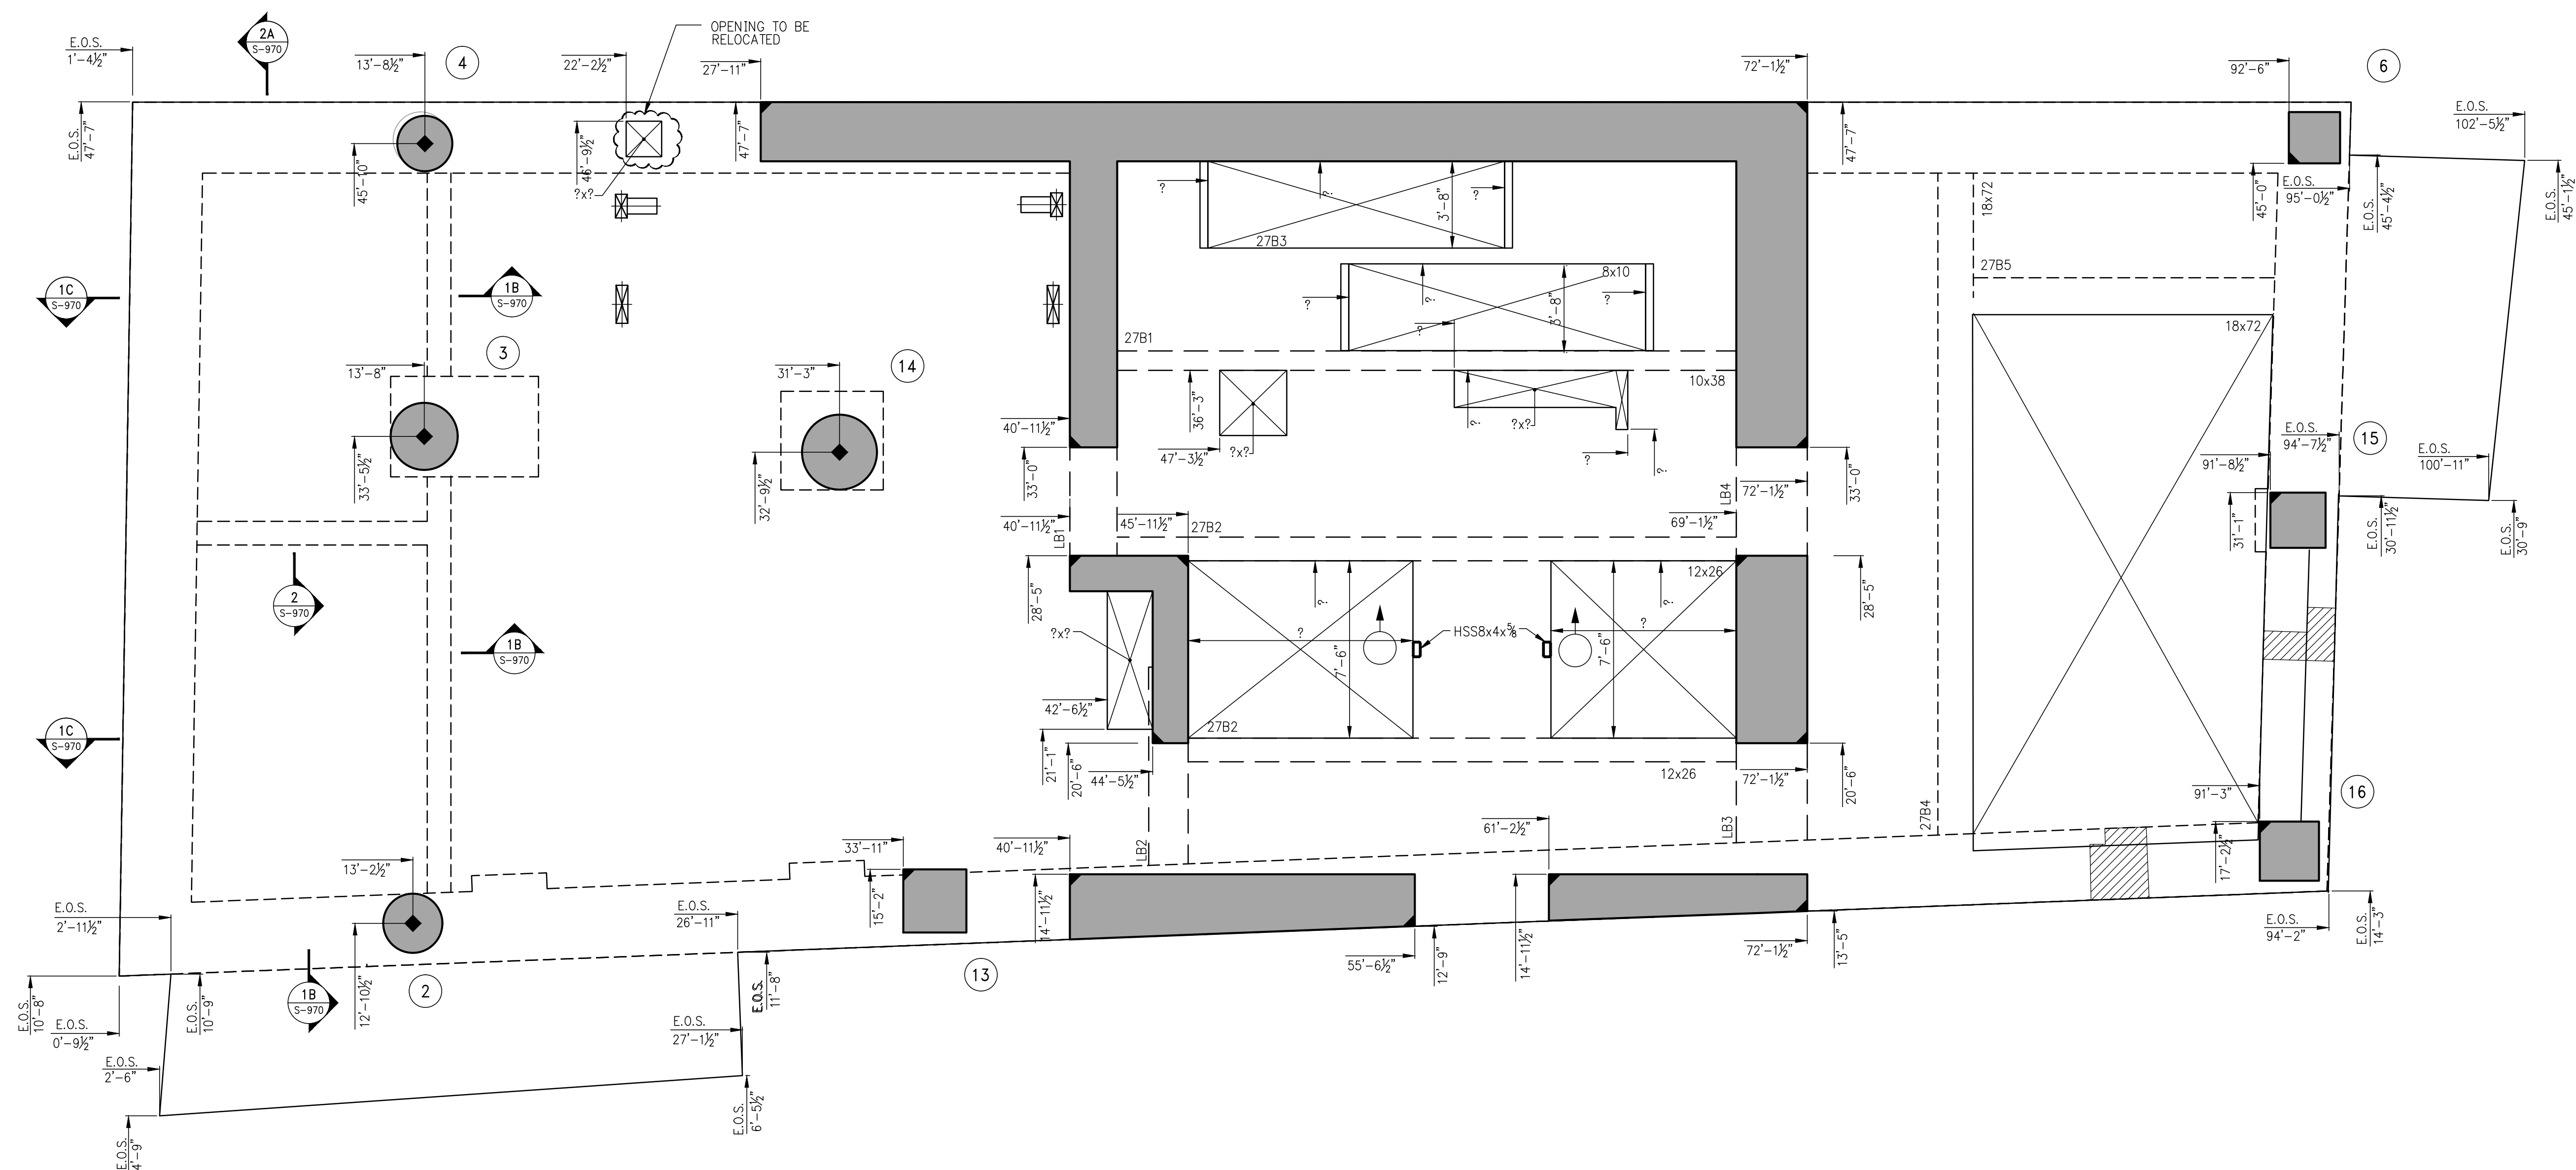 OPENING TO BE
RELOCATED
2A
S-970
E.O.S.
1'-4½"
13'-8½"
4
22'-2½"
27'-11"
72'-1½"
92'-6"
6
E.O.S.
102'-5½"
E.O.S.
47'-7"
45'-10"
46'-9½"
?x?
47'-7"
47'-7"
45'-0"
E.O.S.
95'-0½"
E.O.S.
45'-4½"
E.O.S.
45'-1½"
?
?
?
3'-8"
27B3
18x72
27B5
1C
S-970
1B
S-970
?
?
8x10
?
?
3'-8"
18x72
3
13'-8"
31'-3"
14
27B1
10x38
33'-5½"
32'-9½"
40'-11½"
36'-3"
47'-3½"
?x?
?
?x?
?
?
33'-0"
LB4
72'-1½"
33'-0"
E.O.S.
94'-7½"
15
91'-8½"
E.O.S.
100'-11"
31'-1"
E.O.S.
30'-11½"
E.O.S.
30'-9"
40'-11½"
LB1
45'-11½"
27B2
69'-1½"
2
S-970
28'-5"
?
12x26
?
28'-5"
1B
S-970
?x?
?
7'-6"
HSS8x4x⅝
7'-6"
?
1C
S-970
42'-6½"
27B2
21'-1"
20'-6"
44'-5½"
12x26
72'-1½"
20'-6"
91'-3"
16
27B4
33'-11"
40'-11½"
LB2
61'-2½"
LB3
17'-2½"
13'-2½"
15'-2"
14'-11½"
14'-11½"
E.O.S.
2'-11½"
E.O.S.
26'-11"
E.O.S.
94'-2"
E.O.S.
14'-3"
12'-10½"
2
13
55'-6½"
12'-9"
72'-1½"
13'-5"
E.O.S.
10'-8"
E.O.S.
0'-9½"
E.O.S.
10'-9"
1B
S-970
E.O.S.
11'-8"
E.O.S.
27'-1½"
E.O.S.
2'-6"
E.O.S.
6'-5½"
E.O.S.
4'-9"